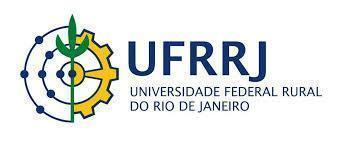 UFRRJ
UNIVERSIDADE FEDERAL RURAL
DO RIO DE JANEIRO